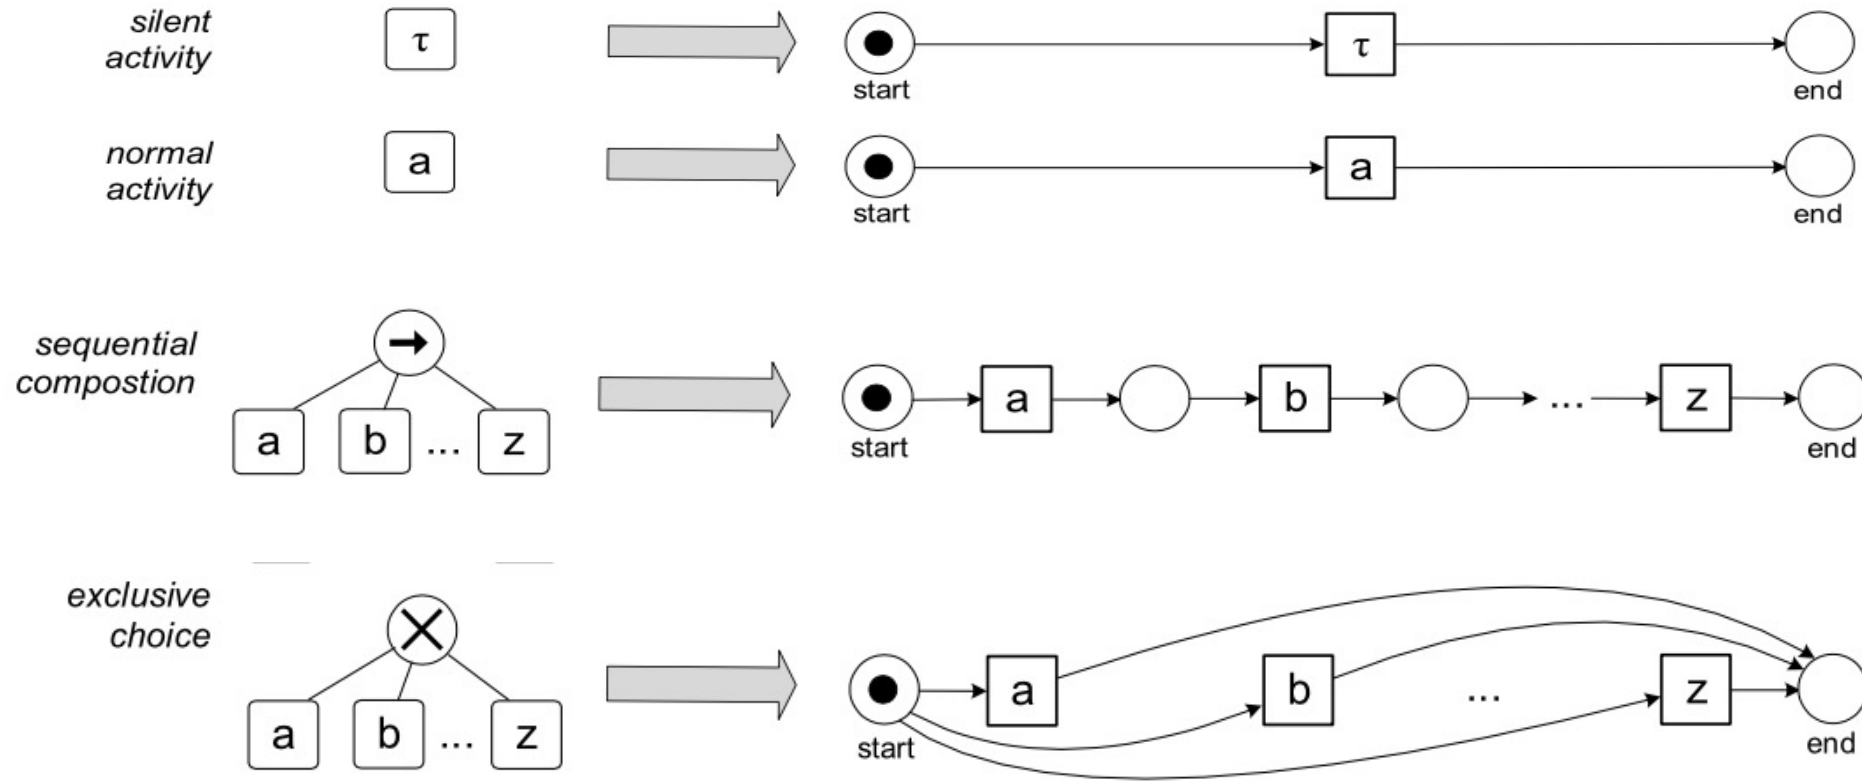 silent
activity
τ
τ
start
end
normal
activity
a
a
start
end
sequential
compostion
a b ... z
a b ... z
start
end
exclusive
choice
a b ... z
a b ... z
start
end